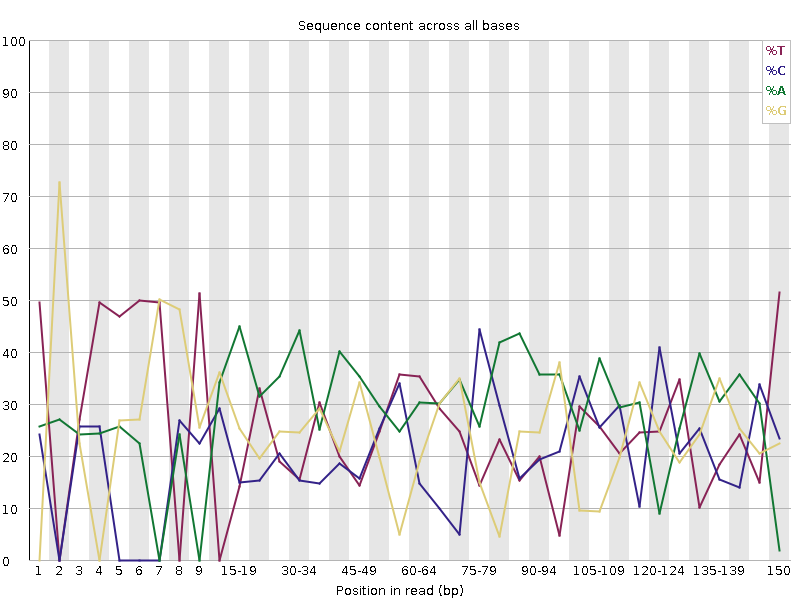 Sequence content across all bases
100
90
80
70
60
50
40
30
20
10
0
%T
%C
%A
%G
1 2 3 4 5 6 7 8 9 15-19 30-34 45-49 60-64 75-79 90-94 105-109 120-124 135-139 150
Position in read (bp)